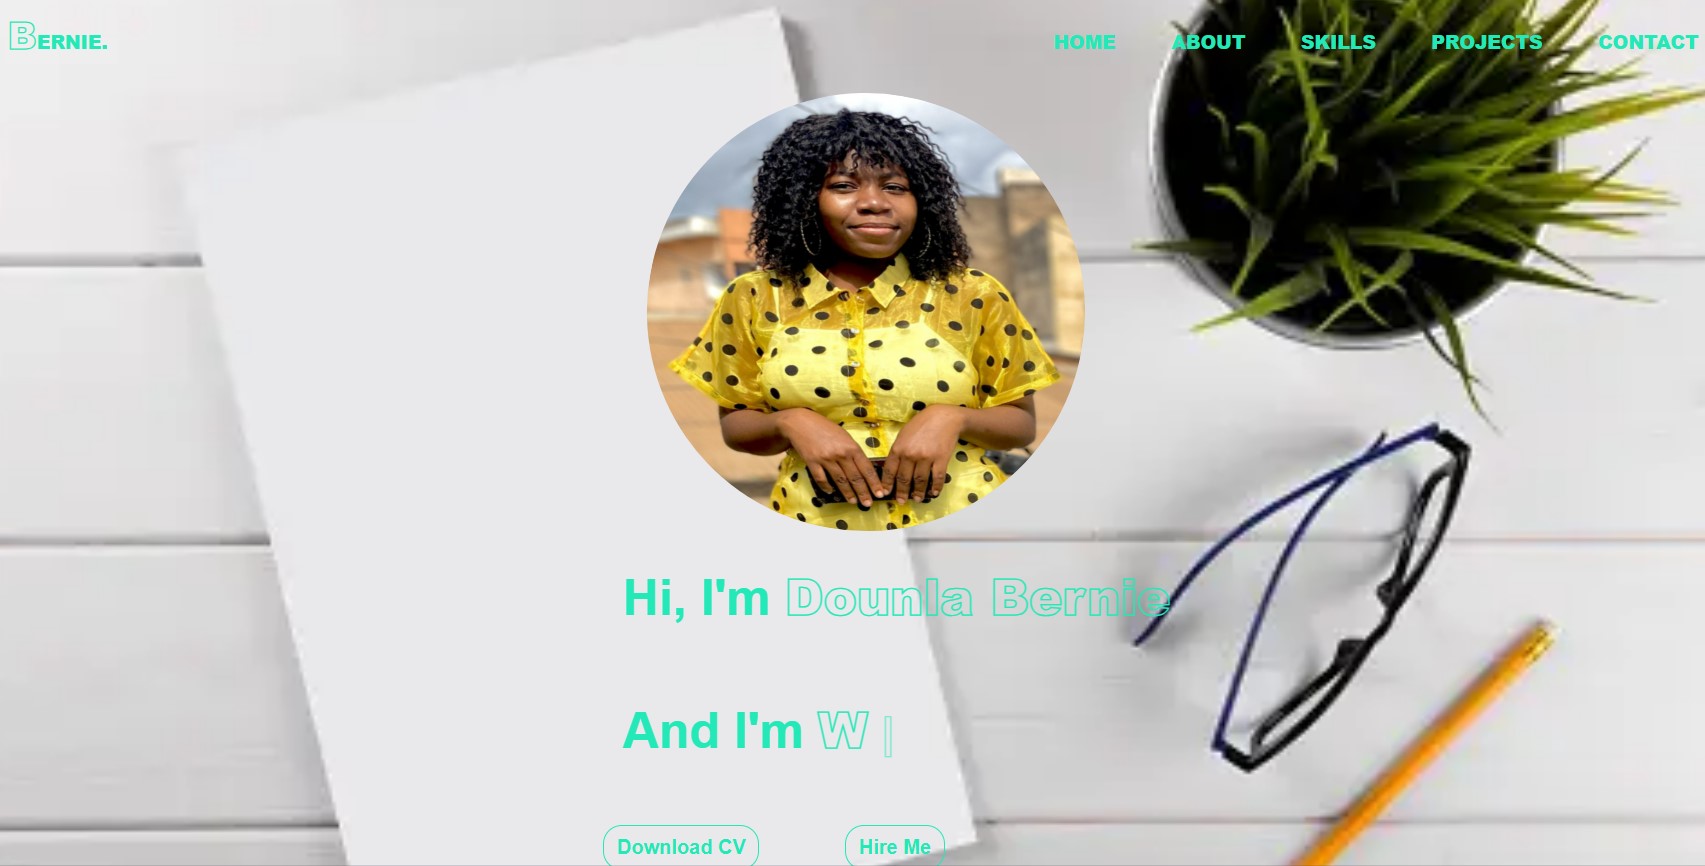 BERNIE.
HOME ABOUT SKILLS PROJECTS CONTACT
Hi, I'm Dounla Bernie
And I'm W |
Download CV Hire Me